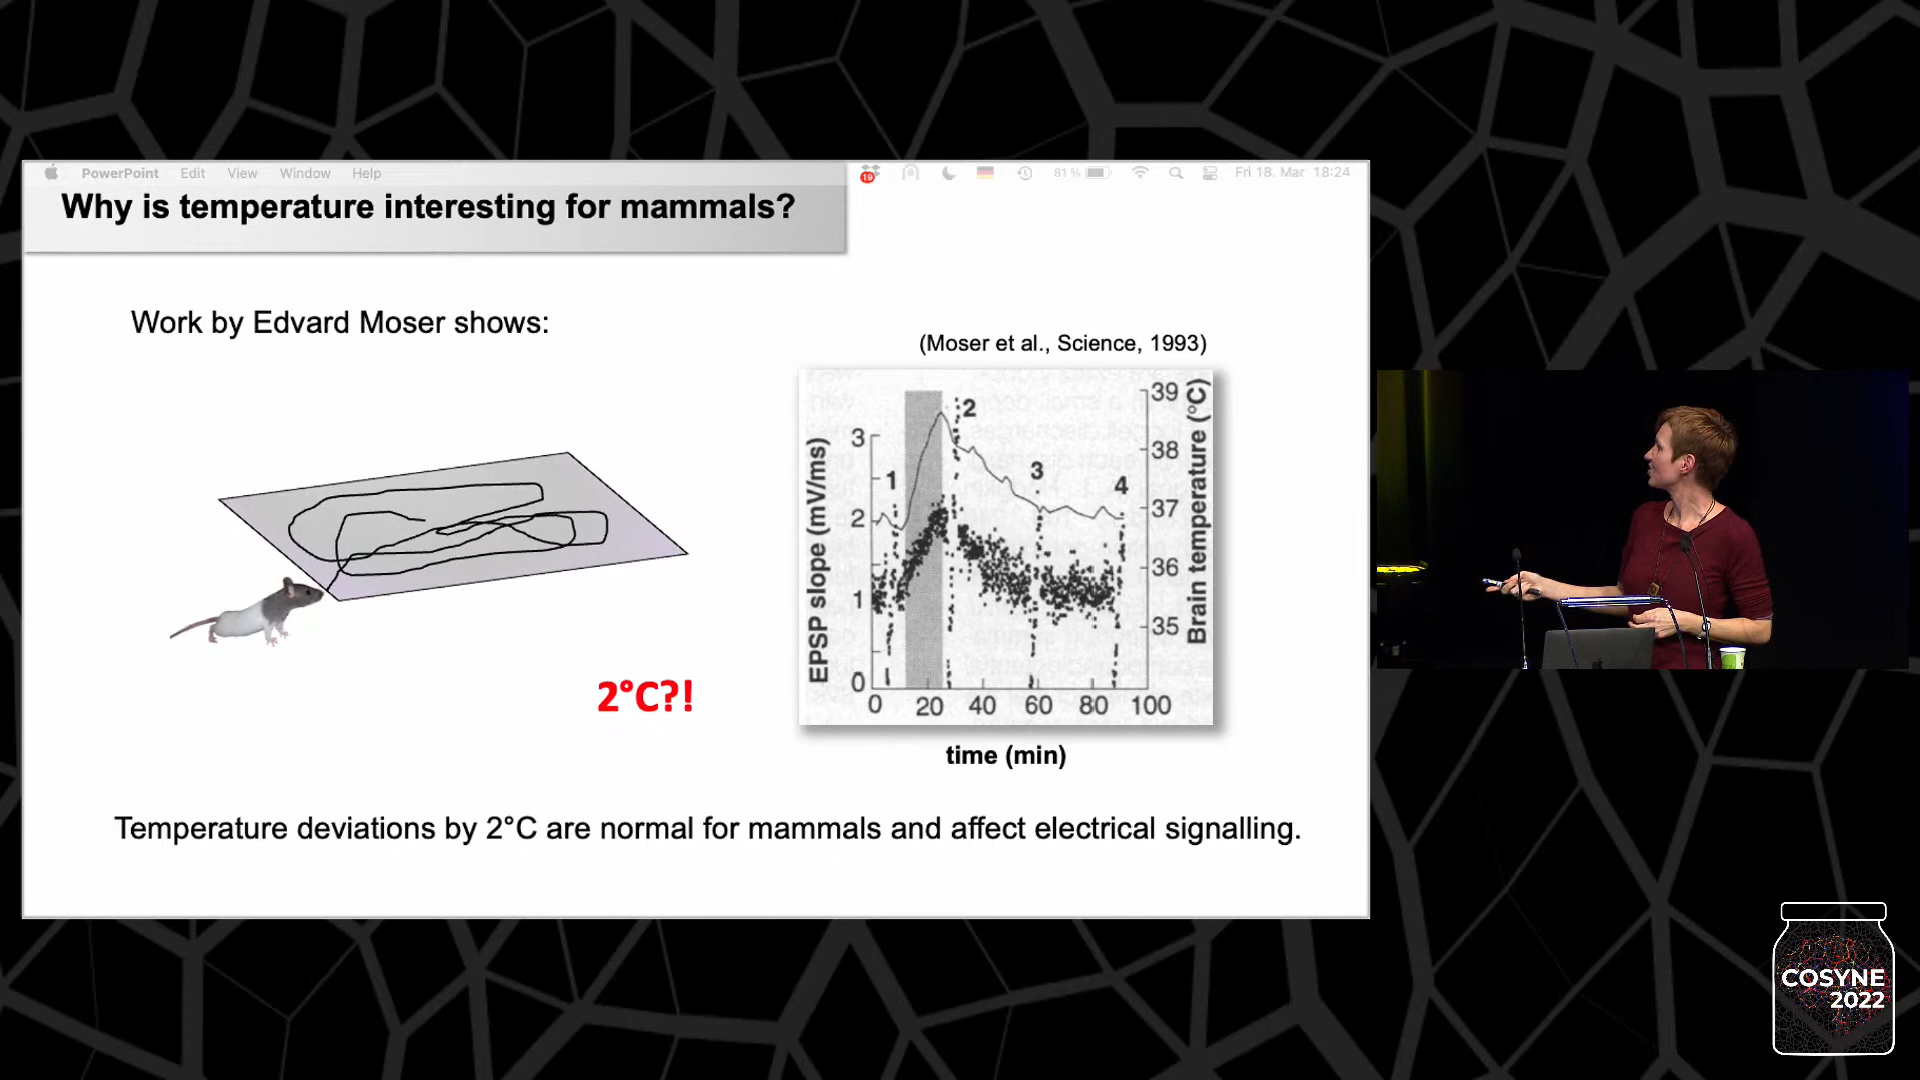 PowerPoint Edit View Window Help
19 81 % Fri 18. Mar 18:24
Why is temperature interesting for mammals?
Work by Edvard Moser shows:
(Moser et al., Science, 1993)
EPSP slope (mV/ms)
3
2
1
0
1
2
3
4
39
38
37
36
35
Brain temperature (°C)
0 20 40 60 80 100
time (min)
2°C?!
Temperature deviations by 2°C are normal for mammals and affect electrical signalling.
COSYNE
2022